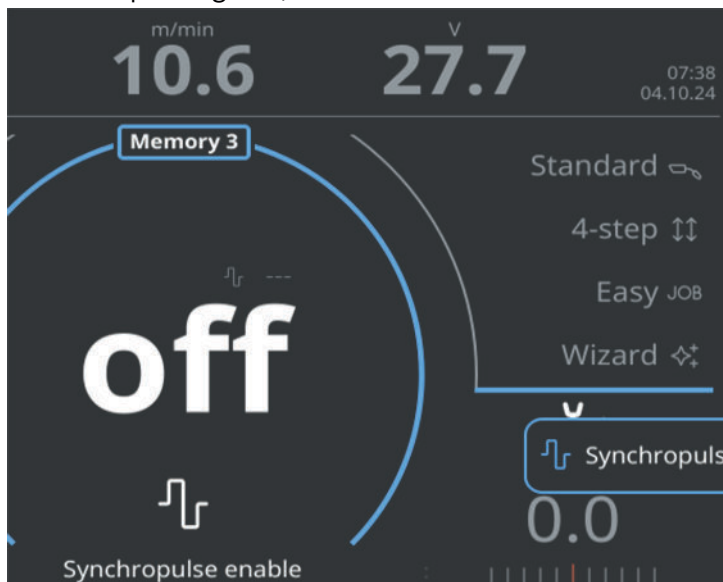 m/min
10.6
V
27.7
07:38
04.10.24
Memory 3
Standard
4-step
Easy JOB
Wizard
---
off
Synchropuls
0.0
Synchropulse enable